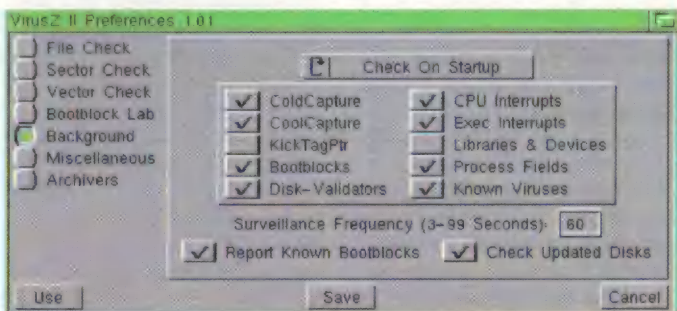 VirusZ II Preferences 1.01
File Check
Sector Check
Vector Check
Bootblock Lab
Background
Miscellaneous
Archivers
Check On Startup
ColdCapture
CPU Interrupts
CoolCapture
Exec Interrupts
KickTagPtr
Libraries & Devices
Bootblocks
Process Fields
Disk-Validators
Known Viruses
Surveillance Frequency (3-99 Seconds): 60
Report Known Bootblocks
Check Updated Disks
Use
Save
Cancel